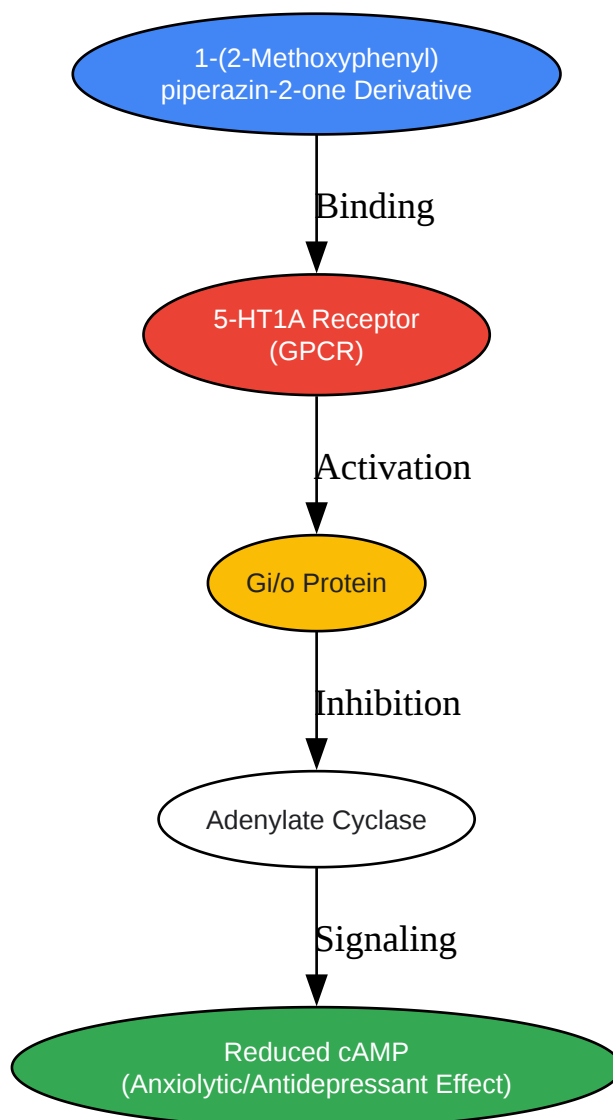 1-(2-Methoxyphenyl)
piperazin-2-one Derivative
Binding
5-HT1A Receptor
(GPCR)
Activation
Gi/o Protein
Inhibition
Adenylate Cyclase
Signaling
Reduced cAMP
(Anxiolytic/Antidepressant Effect)